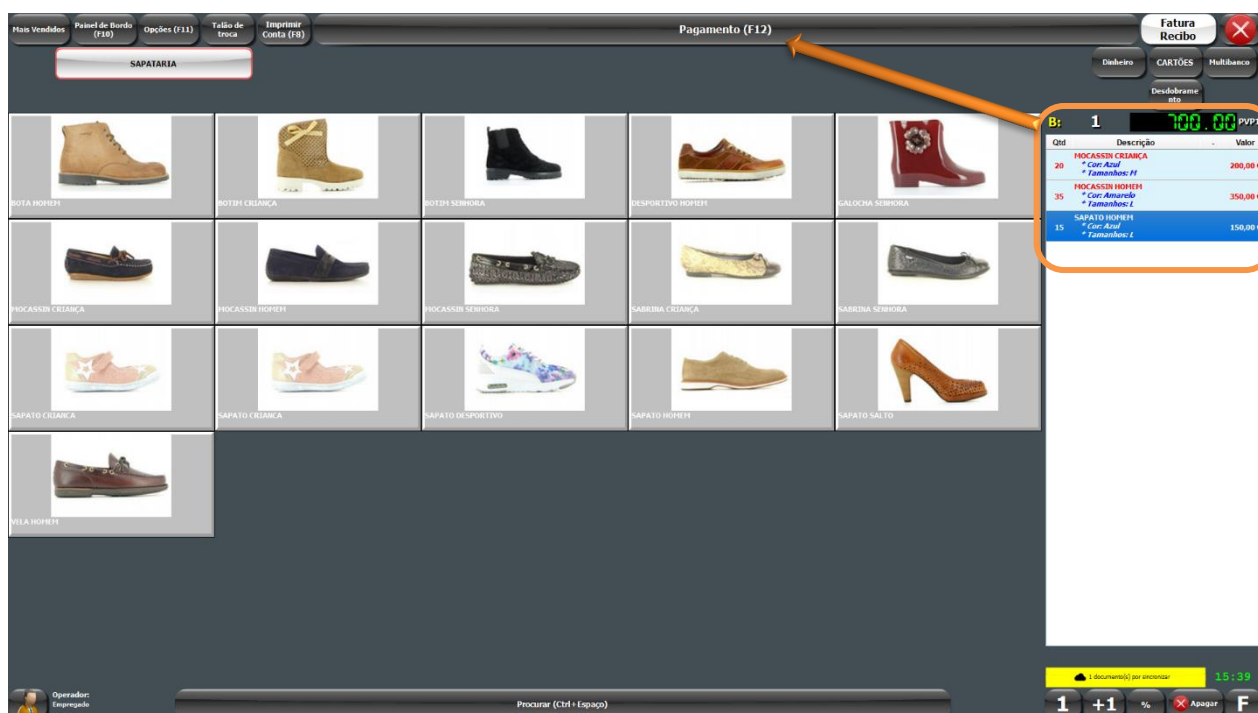 Mais Vendidos
Painel de Bordo
(F10)
Opções (F11)
Talão de
troca
Imprimir
Conta (F8)
Pagamento (F12)
Fatura
Recibo
SAPATARIA
Dinheiro
CARTÕES
Multibanco
Desdobrame
nto
B: 1 700.00 PVP1
Qtd Descrição . Valor
MOCASSIN CRIANÇA
20 * Cor: Azul 200,00 €
* Tamanhos: M
MOCASSIN HOMEM
35 * Cor: Amarelo 350,00 €
* Tamanhos: L
SAPATO HOMEM
15 * Cor: Azul 150,00 €
* Tamanhos: L
BOTA HOMEM
BOTIM CRIANÇA
BOTIM SENHORA
DESPORTIVO HOMEM
GALOCHA SENHORA
MOCASSIN CRIANÇA
MOCASSIN HOMEM
MOCASSIN SENHORA
SABRINA CRIANÇA
SABRINA SENHORA
SAPATO CRIANCA
SAPATO CRIANCA
SAPATO DESPORTIVO
SAPATO HOMEM
SAPATO SALTO
VELA HOMEM
1 documento(s) por sincronizar
15:39
Operador:
Empregado
Procurar (Ctrl+Espaço)
1
+1
%
Apagar
F